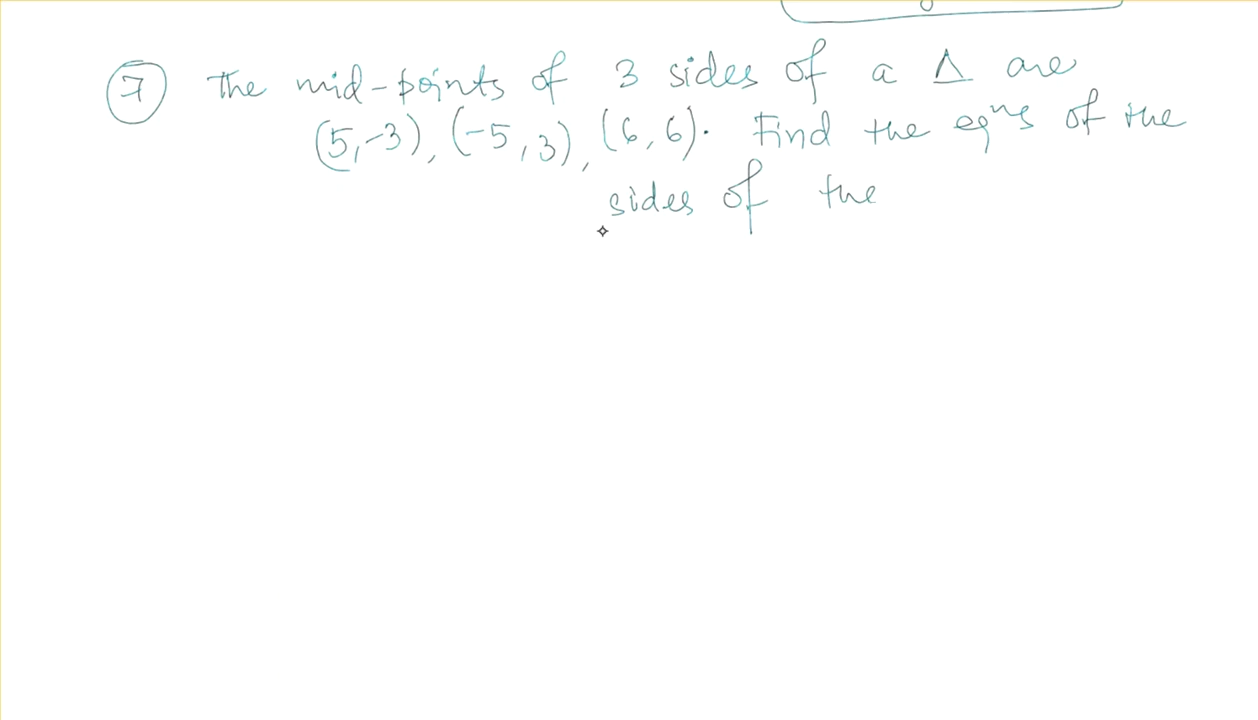 7 The mid-points of 3 sides of a Δ are
(5,-3), (-5,3), (6,6). Find the eqns of the
sides of the